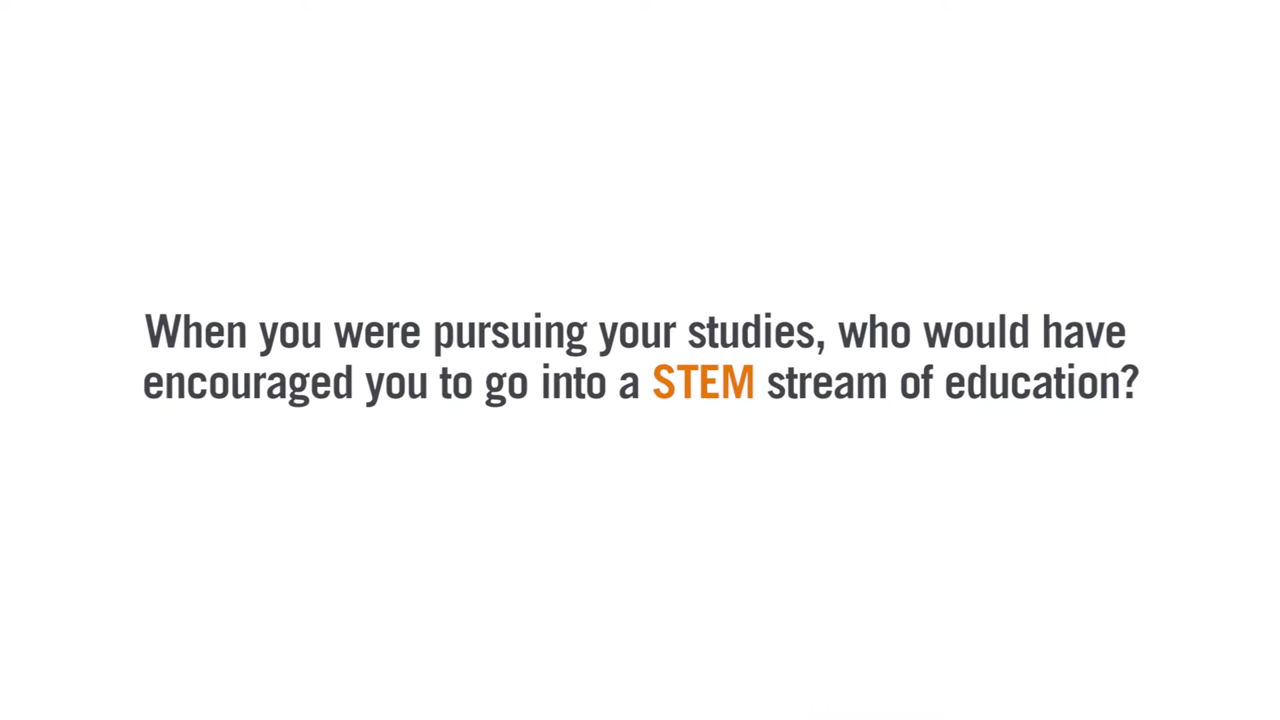 When you were pursuing your studies, who would have
encouraged you to go into a STEM stream of education?